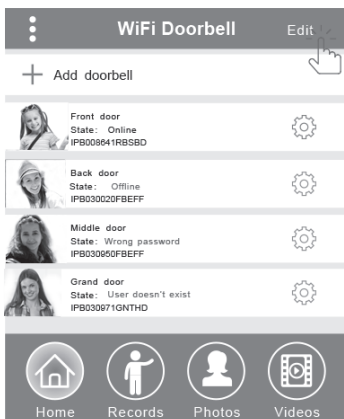 WiFi Doorbell Edit
Add doorbell
Front door
State: Online
IPB008641RBSBD
Back door
State: Offline
IPB030020FBEFF
Middle door
State: Wrong password
IPB030950FBEFF
Grand door
State: User doesn't exist
IPB030971GNTHD
Home Records Photos Videos